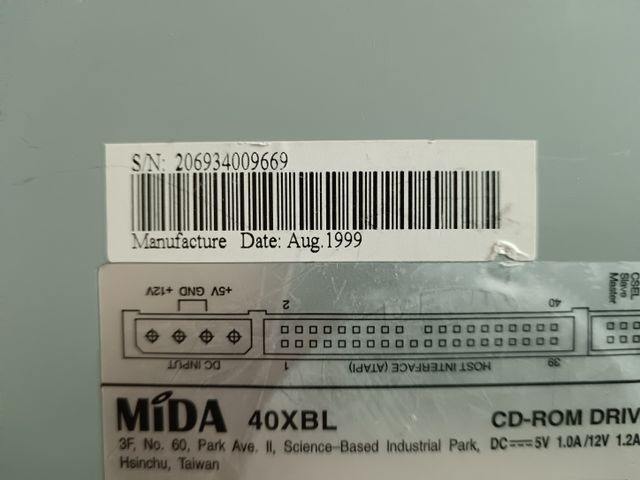 S/N: 206934009669
Manufacture Date: Aug.1999
+5V GND +12V
2
40
CSEL
Slave
Master
DC INPUT
1
HOST INTERFACE (ATAPI)
39
MiDA 40XBL CD-ROM DRIV
3F, No. 60, Park Ave. II, Science-Based Industrial Park, DC⎓5V 1.0A/12V 1.2A
Hsinchu, Taiwan